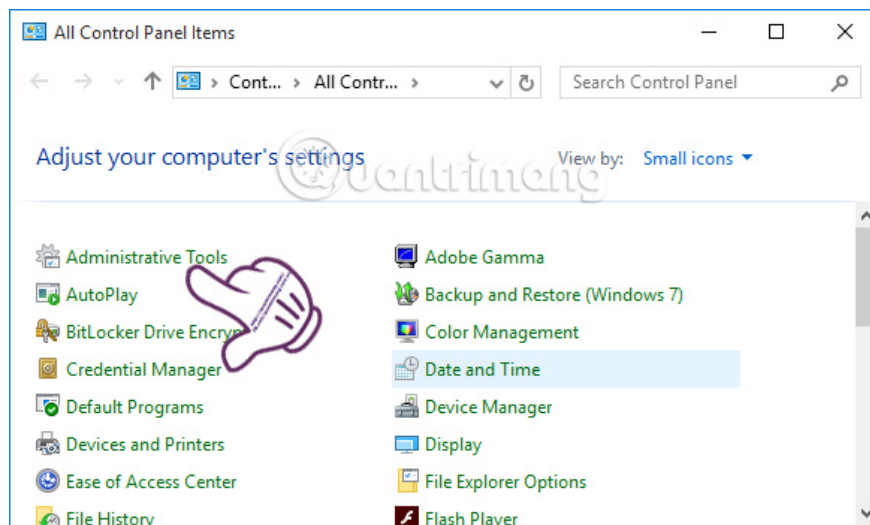 All Control Panel Items
Cont... All Contr...
Search Control Panel
Adjust your computer's settings
View by: Small icons
Quantrimang
Administrative Tools
AutoPlay
BitLocker Drive Encryp
Credential Manager
Default Programs
Devices and Printers
Ease of Access Center
File History
Adobe Gamma
Backup and Restore (Windows 7)
Color Management
Date and Time
Device Manager
Display
File Explorer Options
Flash Player